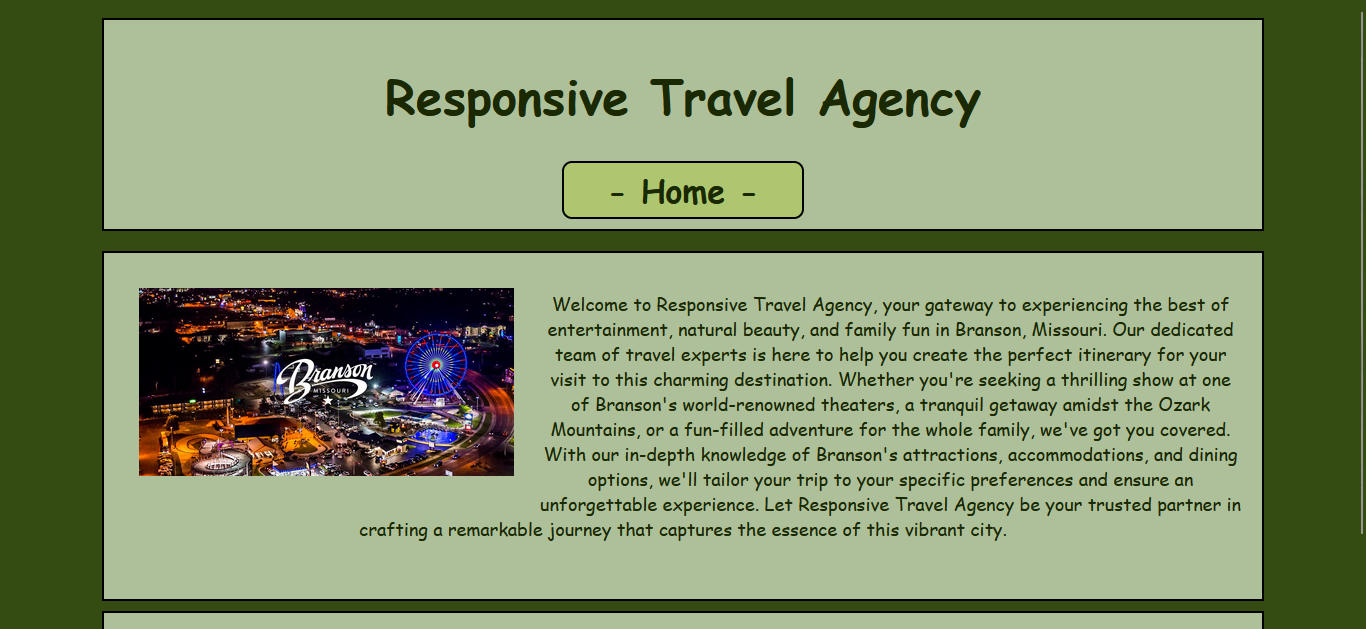 Responsive Travel Agency
- Home -
Branson
MISSOURI
Welcome to Responsive Travel Agency, your gateway to experiencing the best of
entertainment, natural beauty, and family fun in Branson, Missouri. Our dedicated
team of travel experts is here to help you create the perfect itinerary for your
visit to this charming destination. Whether you're seeking a thrilling show at one
of Branson's world-renowned theaters, a tranquil getaway amidst the Ozark
Mountains, or a fun-filled adventure for the whole family, we've got you covered.
With our in-depth knowledge of Branson's attractions, accommodations, and dining
options, we'll tailor your trip to your specific preferences and ensure an
unforgettable experience. Let Responsive Travel Agency be your trusted partner in
crafting a remarkable journey that captures the essence of this vibrant city.